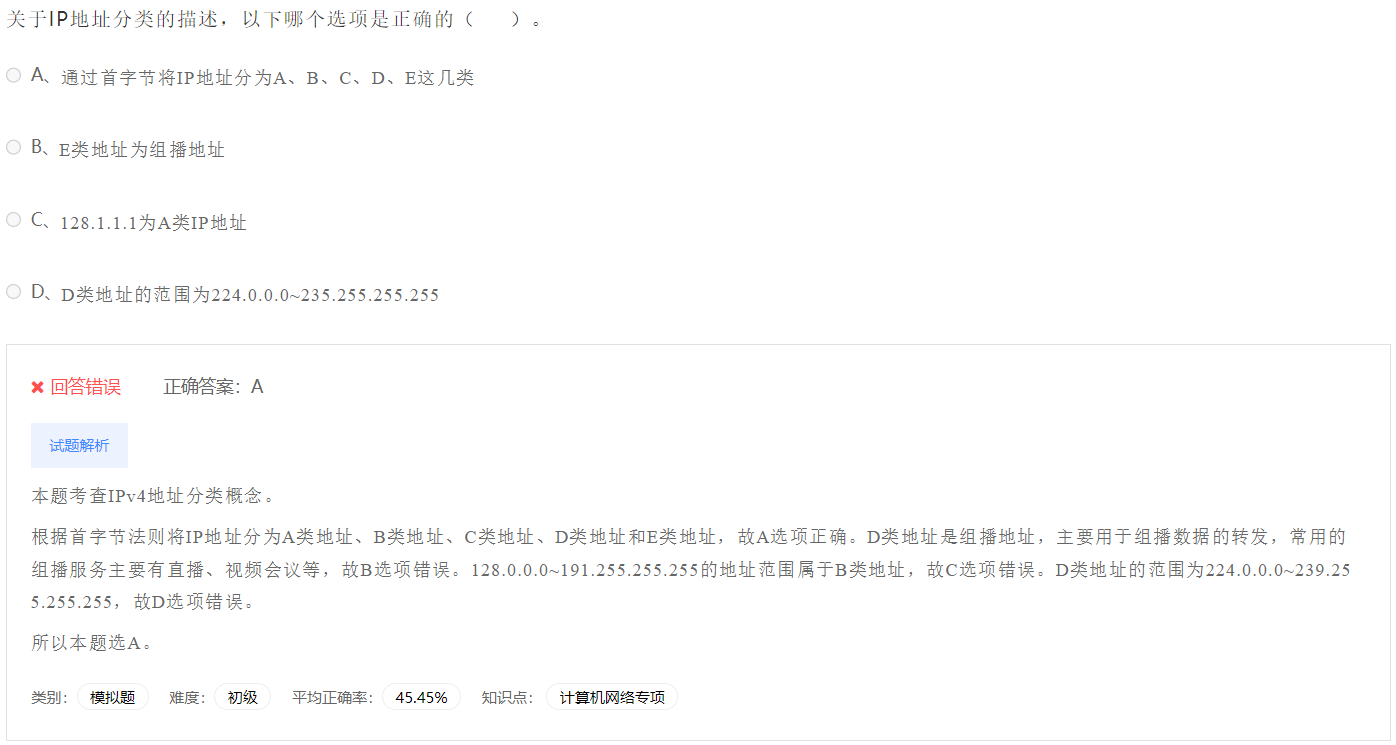 关于IP地址分类的描述，以下哪个选项是正确的（　　）。
A、通过首字节将IP地址分为A、B、C、D、E这几类
B、E类地址为组播地址
C、128.1.1.1为A类IP地址
D、D类地址的范围为224.0.0.0~235.255.255.255
回答错误 正确答案：A
试题解析
本题考查IPv4地址分类概念。
根据首字节法则将IP地址分为A类地址、B类地址、C类地址、D类地址和E类地址，故A选项正确。D类地址是组播地址，主要用于组播数据的转发，常用的
组播服务主要有直播、视频会议等，故B选项错误。128.0.0.0~191.255.255.255的地址范围属于B类地址，故C选项错误。D类地址的范围为224.0.0.0~239.25
5.255.255，故D选项错误。
所以本题选A。
类别： 模拟题 难度： 初级 平均正确率： 45.45% 知识点： 计算机网络专项